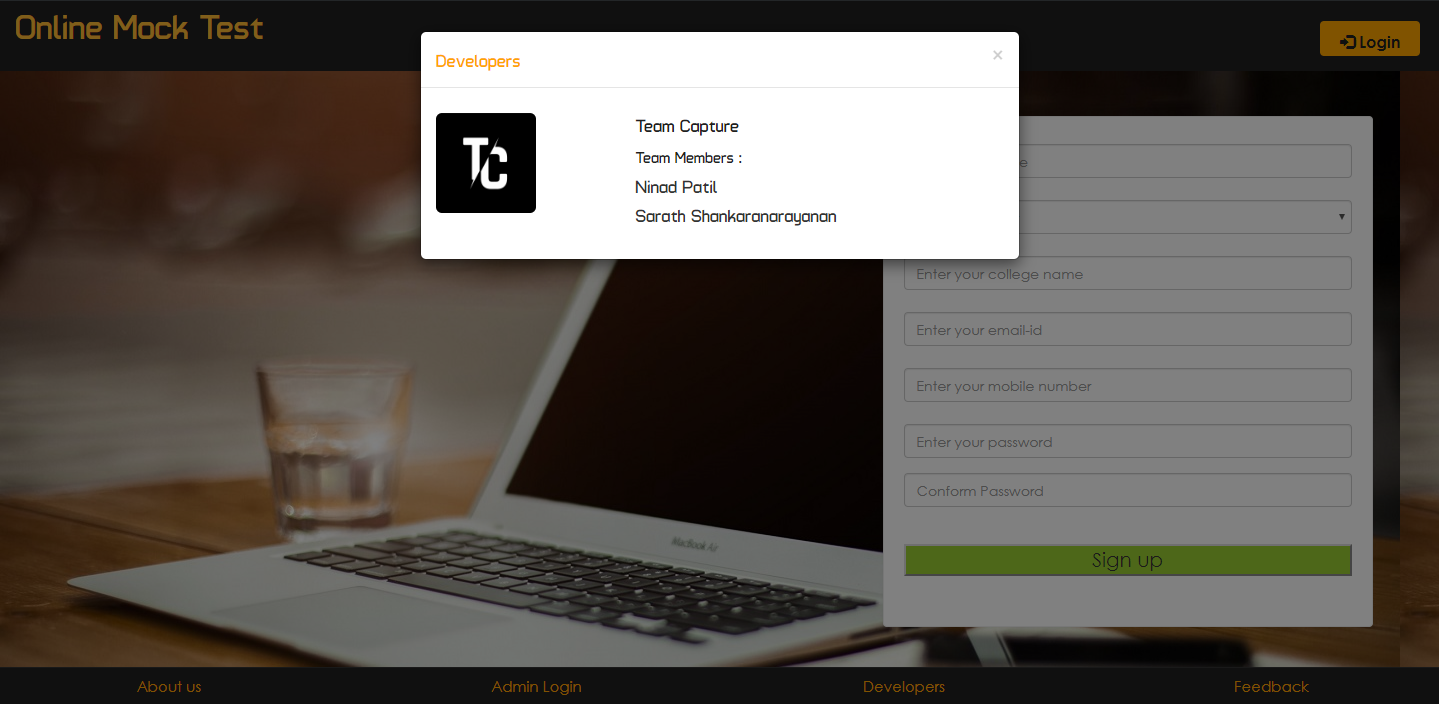 Online Mock Test
Login
Developers
×
TC
Team Capture
Team Members :
Ninad Patil
Sarath Shankaranarayanan
Enter your college name
Enter your email-id
Enter your mobile number
Enter your password
Conform Password
Sign up
MacBook Air
About us
Admin Login
Developers
Feedback